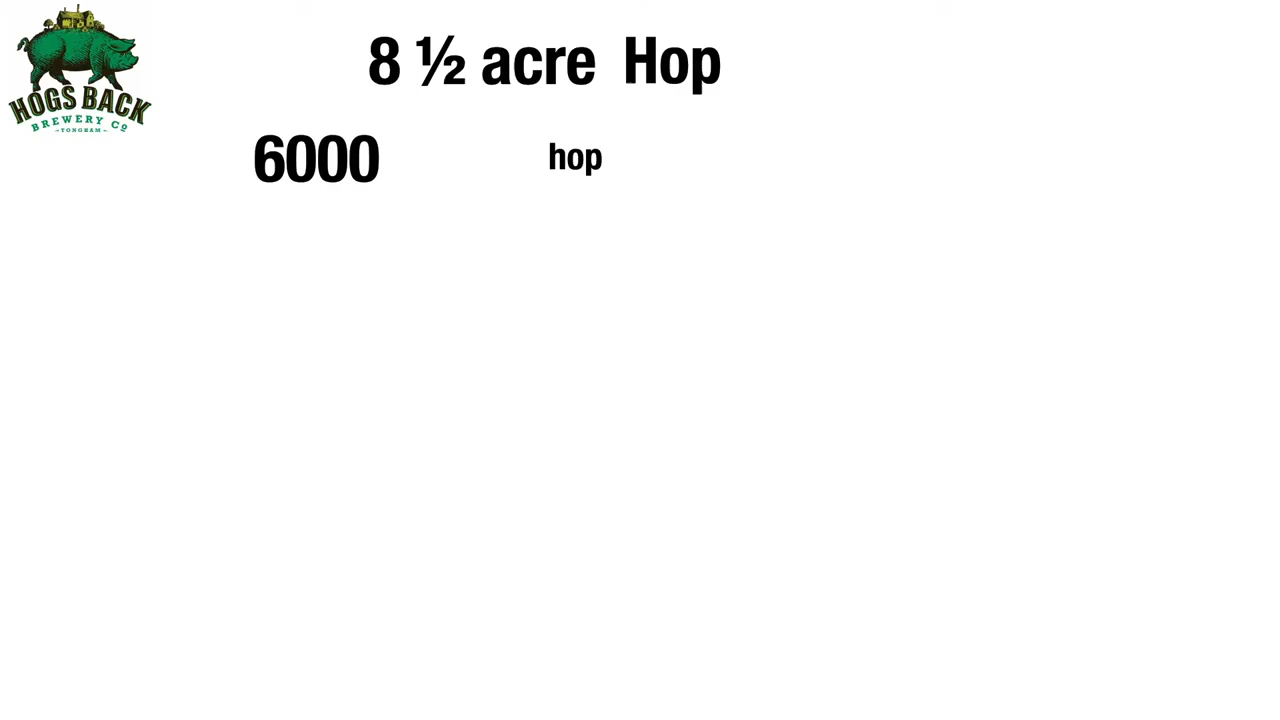 HOGS BACK
BREWERY CO
~TONGHAM~
8 ½ acre Hop
6000 hop